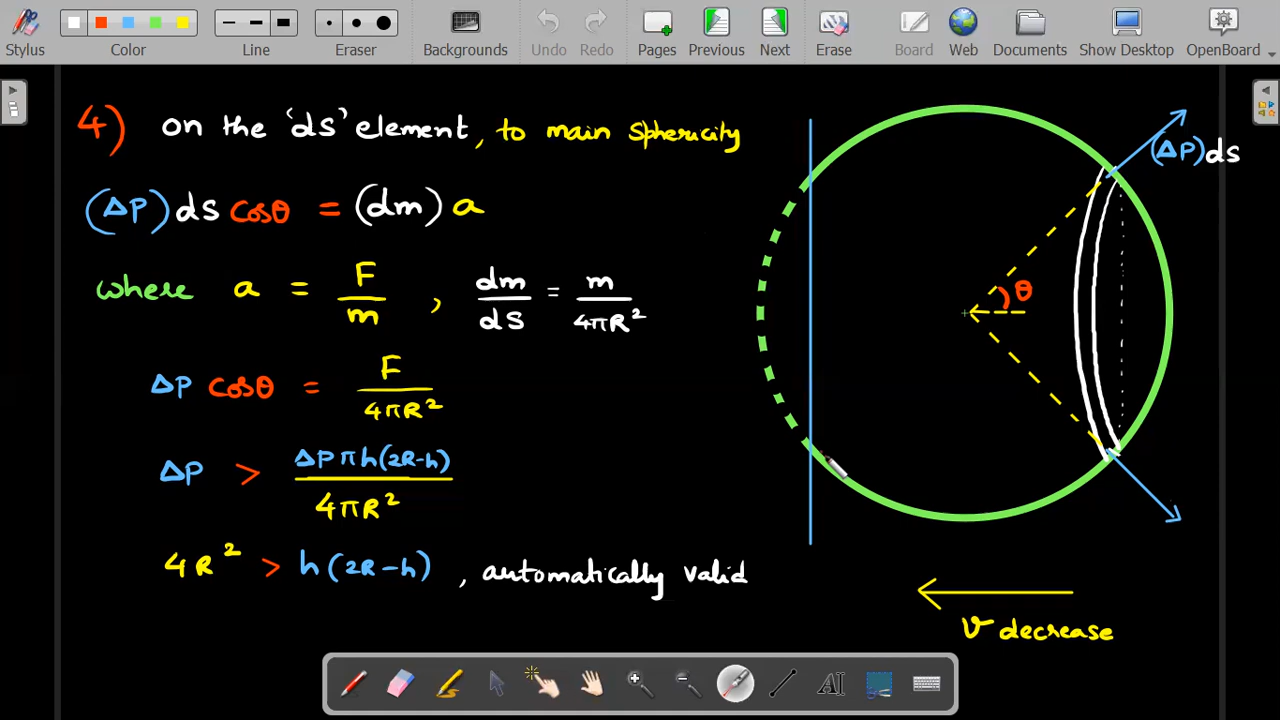 Stylus
Color
Line
Eraser
Backgrounds
Undo
Redo
Pages
Previous
Next
Erase
Board
Web
Documents
Show Desktop
OpenBoard
4) on the 'ds' element, to main sphericity
(ΔP) ds cosθ = (dm) a
where a = F/m , dm/dS = m/4πR²
ΔP cosθ = F/4πR²
ΔP > ΔPπh(2R-h)/4πR²
4R² > h(2R-h) , automatically valid
(ΔP)ds
θ
v decrease
AI